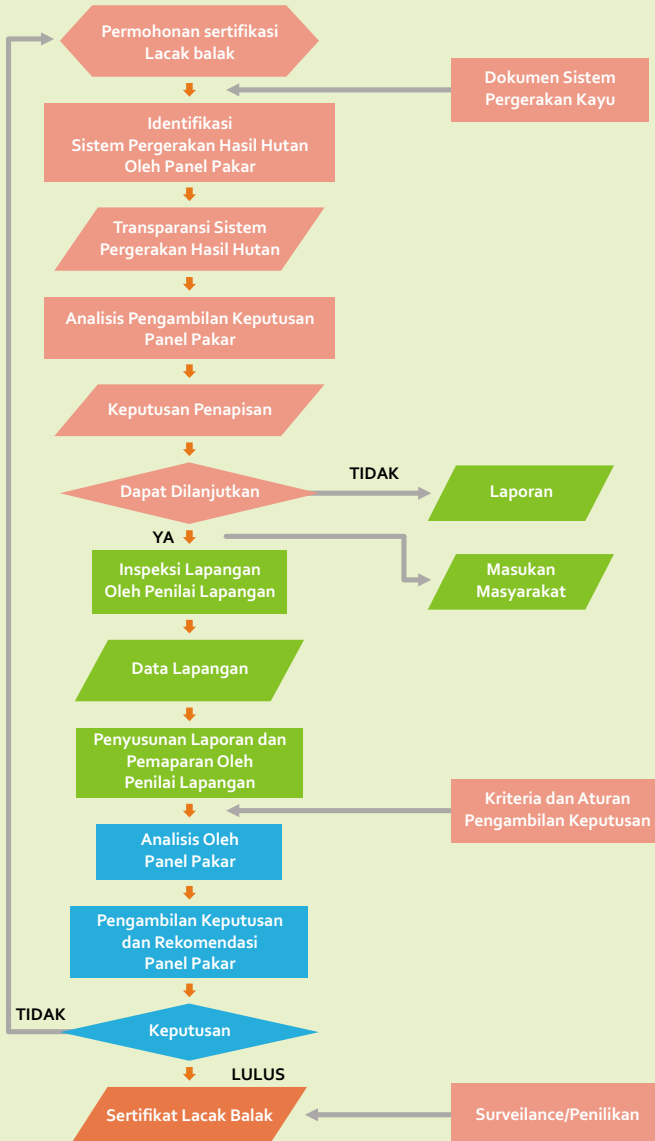 Permohonan sertifikasi
Lacak balak
Dokumen Sistem
Pergerakan Kayu
Identifikasi
Sistem Pergerakan Hasil Hutan
Oleh Panel Pakar
Transparansi Sistem
Pergerakan Hasil Hutan
Analisis Pengambilan Keputusan
Panel Pakar
Keputusan Penapisan
Dapat Dilanjutkan
TIDAK
Laporan
YA
Inspeksi Lapangan
Oleh Penilai Lapangan
Masukan
Masyarakat
Data Lapangan
Penyusunan Laporan dan
Pemaparan Oleh
Penilai Lapangan
Kriteria dan Aturan
Pengambilan Keputusan
Analisis Oleh
Panel Pakar
Pengambilan Keputusan
dan Rekomendasi
Panel Pakar
TIDAK
Keputusan
LULUS
Sertifikat Lacak Balak
Surveilance/Penilikan